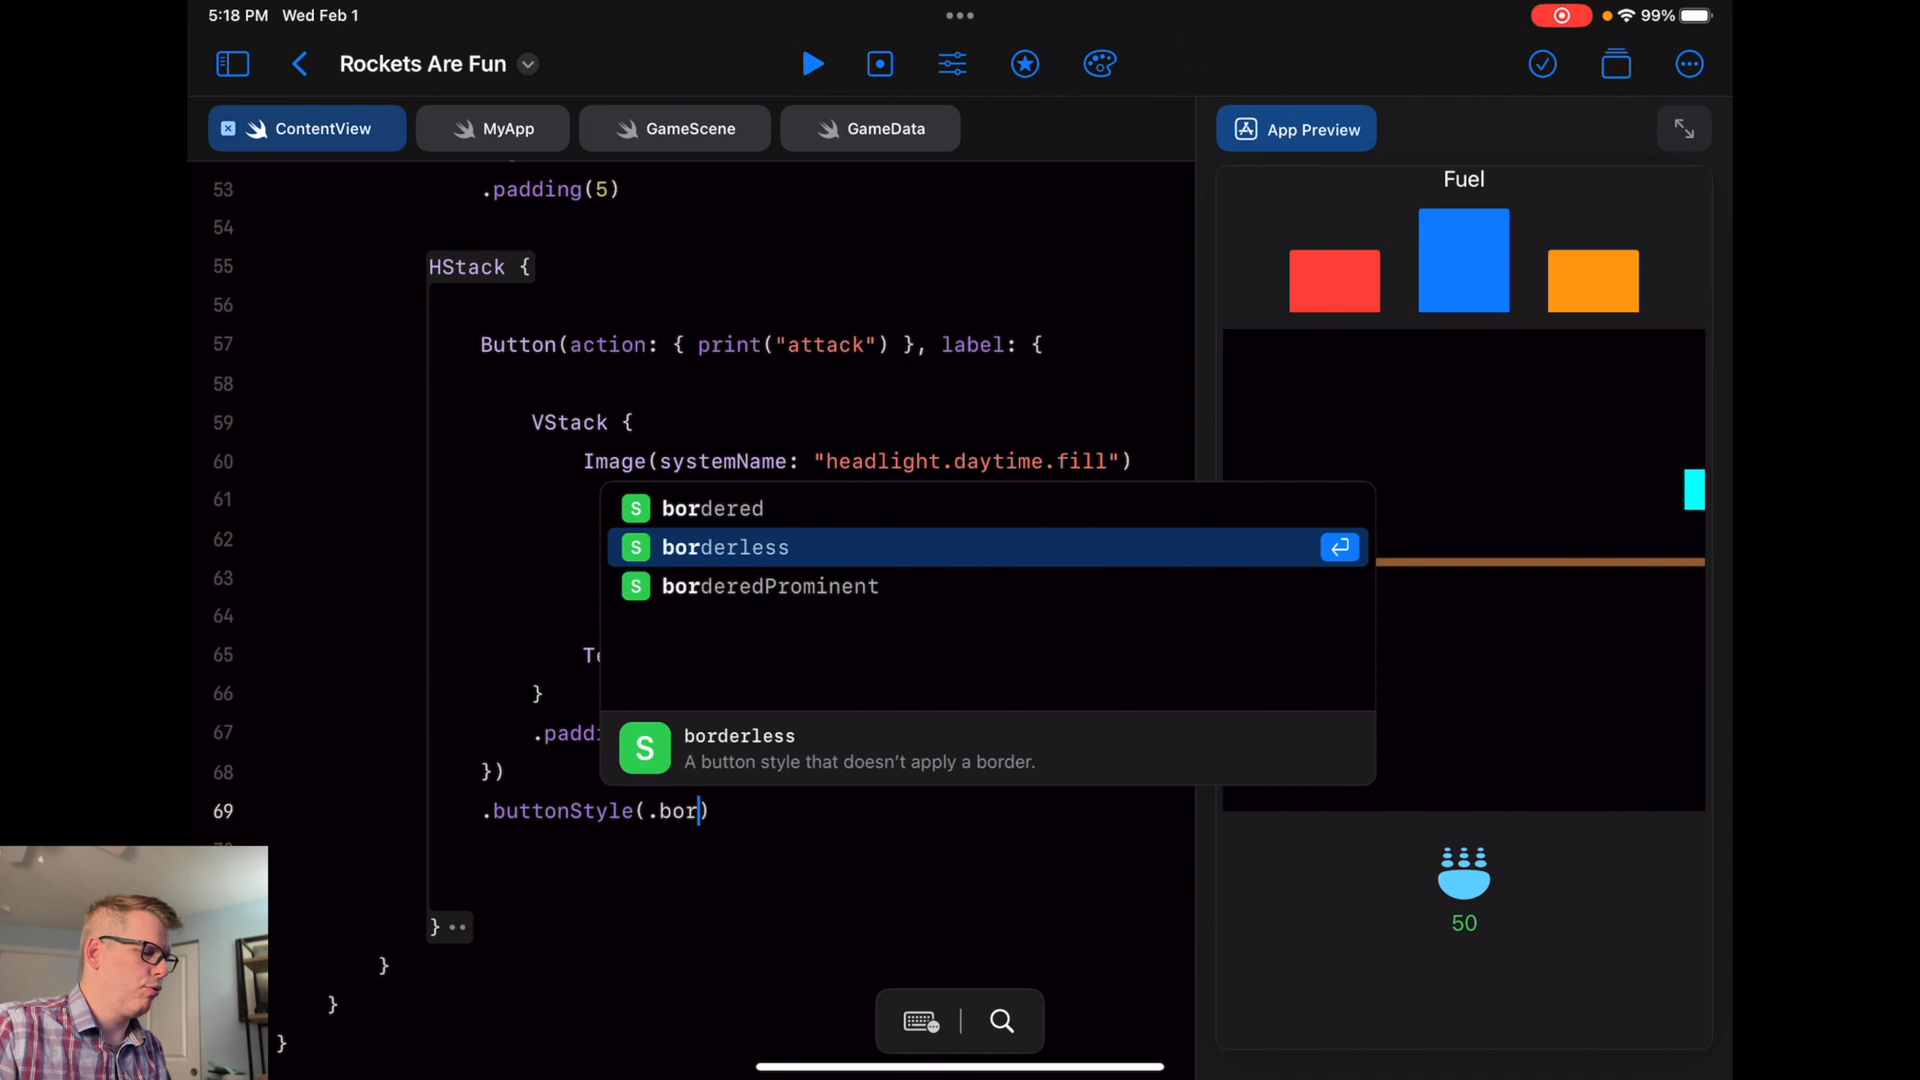 5:18 PM Wed Feb 1
99%
Rockets Are Fun
ContentView
MyApp
GameScene
GameData
App Preview
53 .padding(5)
54
55 HStack {
56
57 Button(action: { print("attack") }, label: {
58
59 VStack {
60 Image(systemName: "headlight.daytime.fill")
61
62
63
64
65 Te
66 }
67 .paddi
68 })
69 .buttonStyle(.bor)
}
}
}
}
S bordered
S borderless
S borderedProminent
S borderless
A button style that doesn't apply a border.
Fuel
50